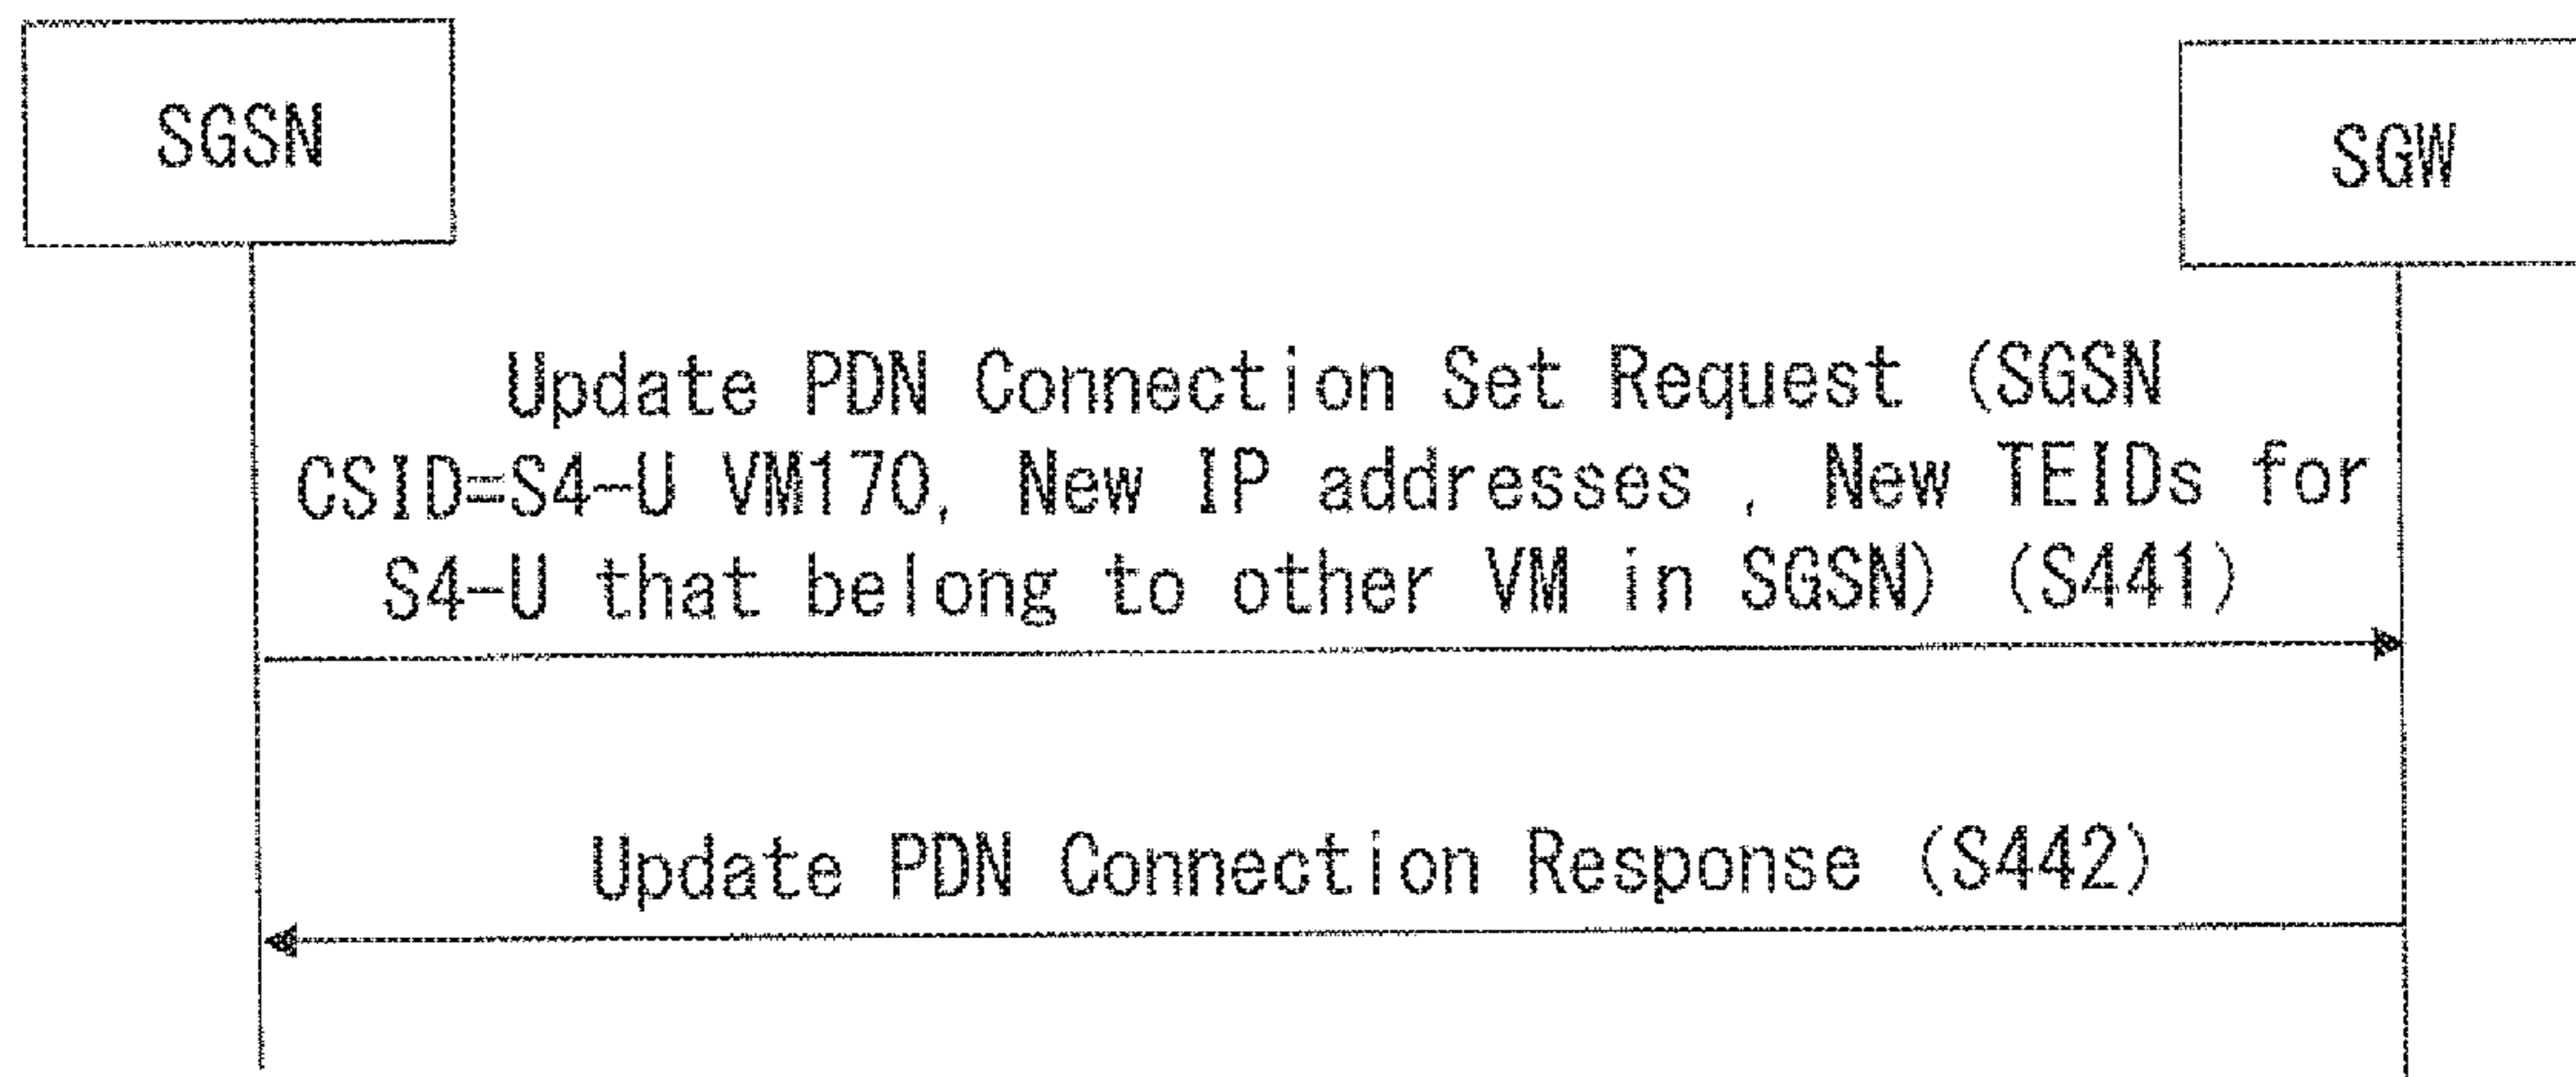 SGSN
SGW
Update PDN Connection Set Request (SGSN
CSID=S4-U VM170, New IP addresses , New TEIDs for
S4-U that belong to other VM in SGSN) (S441)
Update PDN Connection Response (S442)